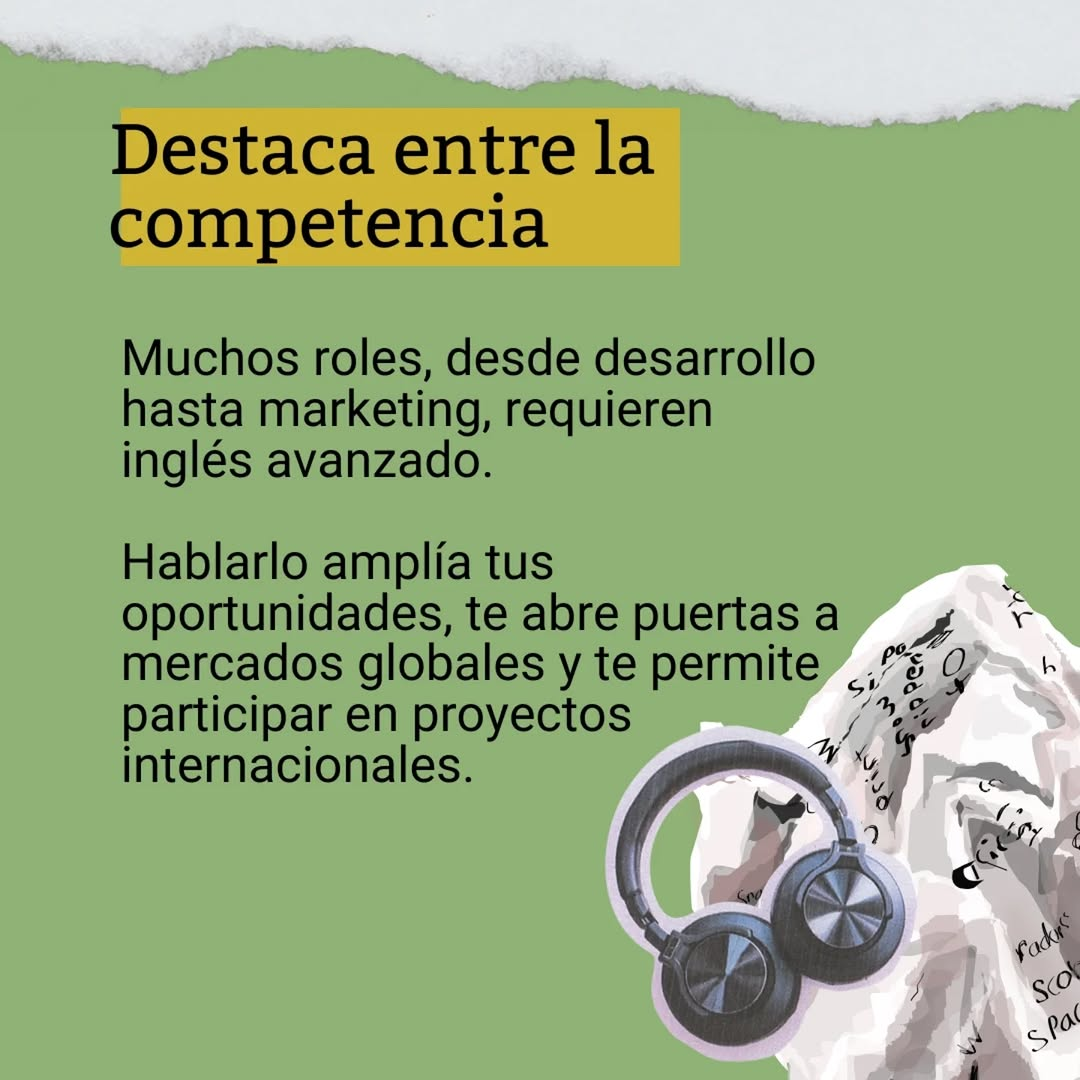 Destaca entre la
competencia
Muchos roles, desde desarrollo
hasta marketing, requieren
inglés avanzado.
Hablarlo amplía tus
oportunidades, te abre puertas a
mercados globales y te permite
participar en proyectos
internacionales.